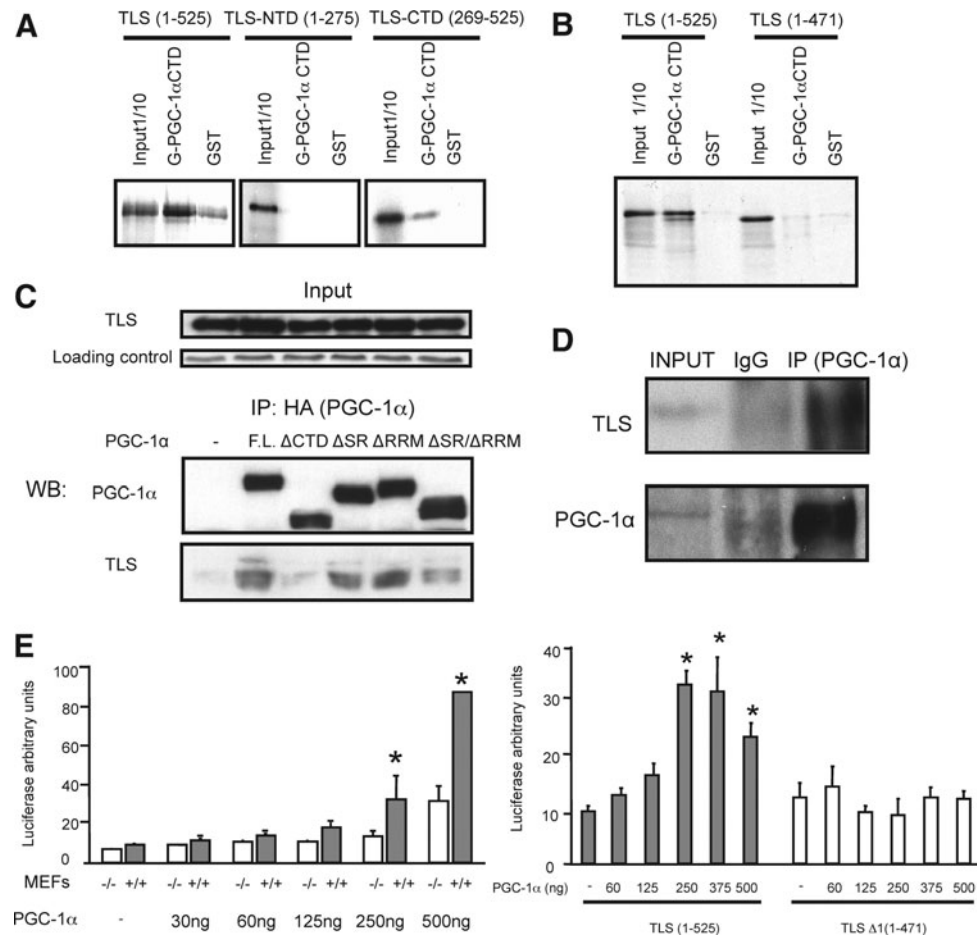 A
TLS (1-525) TLS-NTD (1-275) TLS-CTD (269-525)
Input1/10
G-PGC-1αCTD
GST
Input1/10
G-PGC-1α CTD
GST
Input1/10
G-PGC-1α CTD
GST
B
TLS (1-525) TLS (1-471)
Input 1/10
G-PGC-1αCTD
GST
Input 1/10
G-PGC-1αCTD
GST
C
Input
TLS
Loading control
IP: HA (PGC-1α)
PGC-1α - F.L. ΔCTD ΔSR ΔRRM ΔSR/ΔRRM
WB: PGC-1α
TLS
D
INPUT IgG IP (PGC-1α)
TLS
PGC-1α
E
Luciferase arbitrary units
100
80
60
40
20
0
* *
MEFs -/- +/+ -/- +/+ -/- +/+ -/- +/+ -/- +/+ -/- +/+
PGC-1α - 30ng 60ng 125ng 250ng 500ng
Luciferase arbitrary units
40
30
20
10
0
* * *
PGC-1α (ng) - 60 125 250 375 500 - 60 125 250 375 500
TLS (1-525) TLS Δ1(1-471)